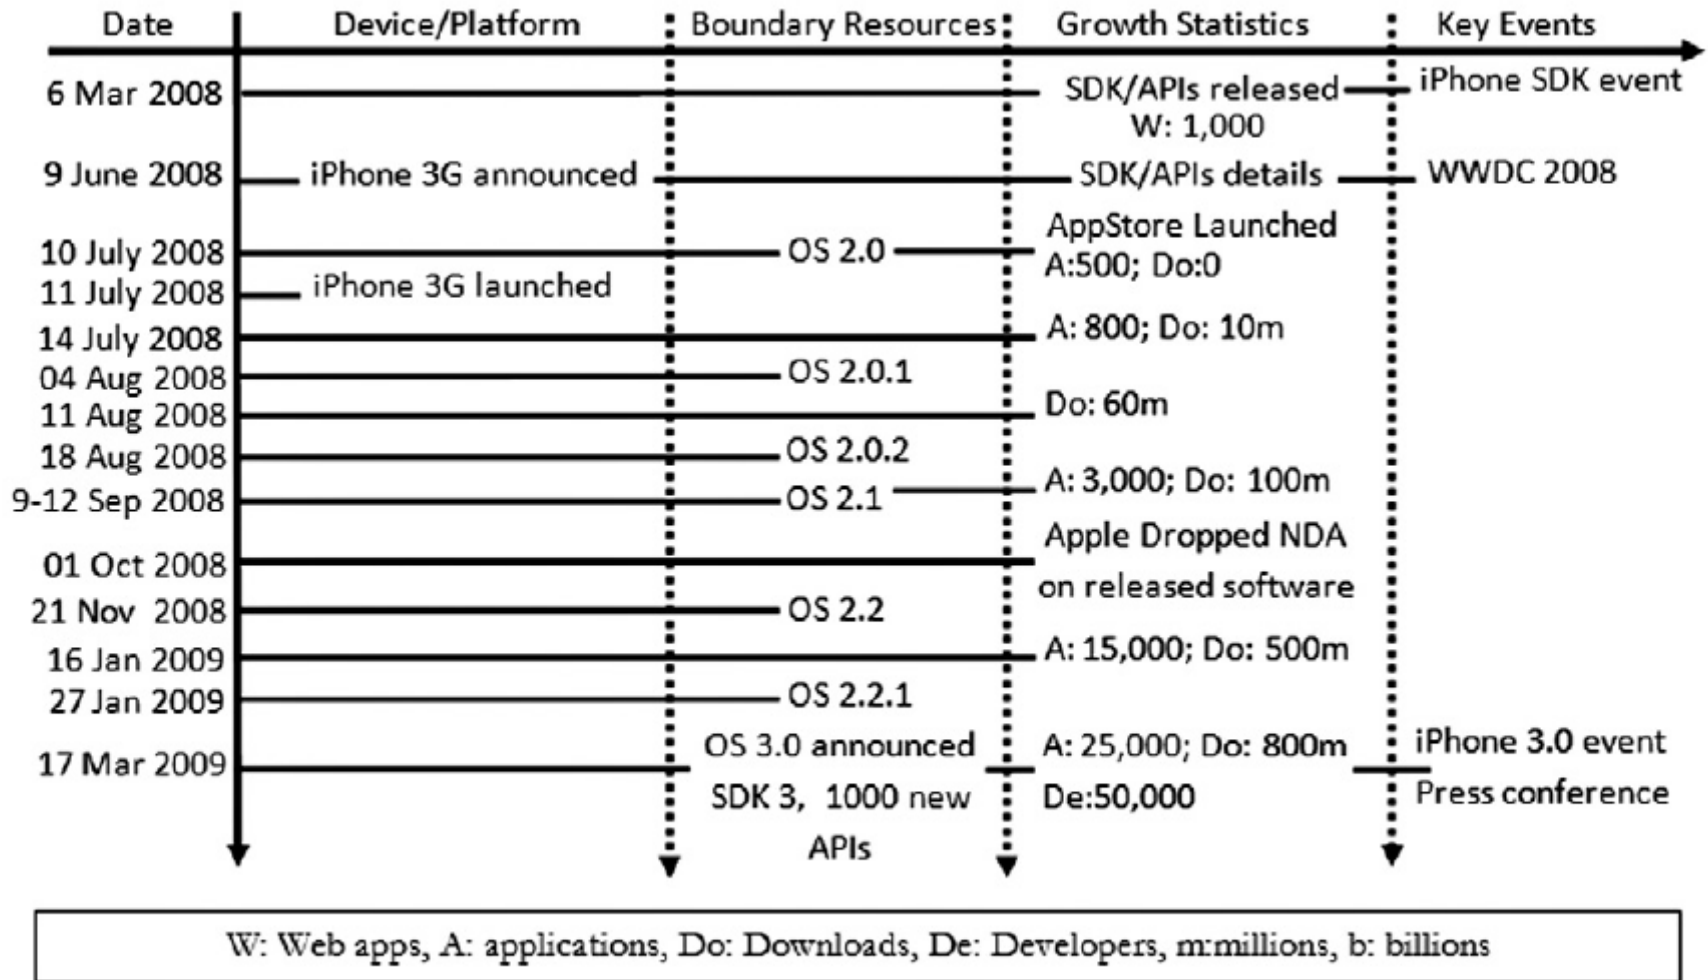 Date Device/Platform Boundary Resources Growth Statistics Key Events
6 Mar 2008 SDK/APIs released iPhone SDK event
W: 1,000
9 June 2008 iPhone 3G announced SDK/APIs details WWDC 2008
AppStore Launched
10 July 2008 OS 2.0 A:500; Do:0
11 July 2008 iPhone 3G launched
14 July 2008 A: 800; Do: 10m
04 Aug 2008 OS 2.0.1
11 Aug 2008 Do: 60m
18 Aug 2008 OS 2.0.2
9-12 Sep 2008 OS 2.1 A: 3,000; Do: 100m
Apple Dropped NDA
01 Oct 2008 on released software
21 Nov 2008 OS 2.2
16 Jan 2009 A: 15,000; Do: 500m
27 Jan 2009 OS 2.2.1
OS 3.0 announced A: 25,000; Do: 800m iPhone 3.0 event
17 Mar 2009
SDK 3, 1000 new De:50,000 Press conference
APIs
W: Web apps, A: applications, Do: Downloads, De: Developers, m:millions, b: billions